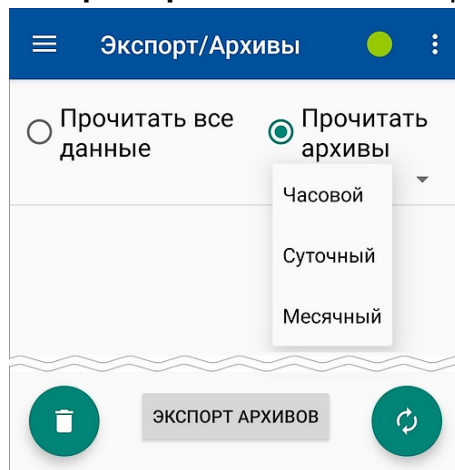 Экспорт/Архивы
Прочитать все
данные
Прочитать
архивы
Часовой
Суточный
Месячный
ЭКСПОРТ АРХИВОВ